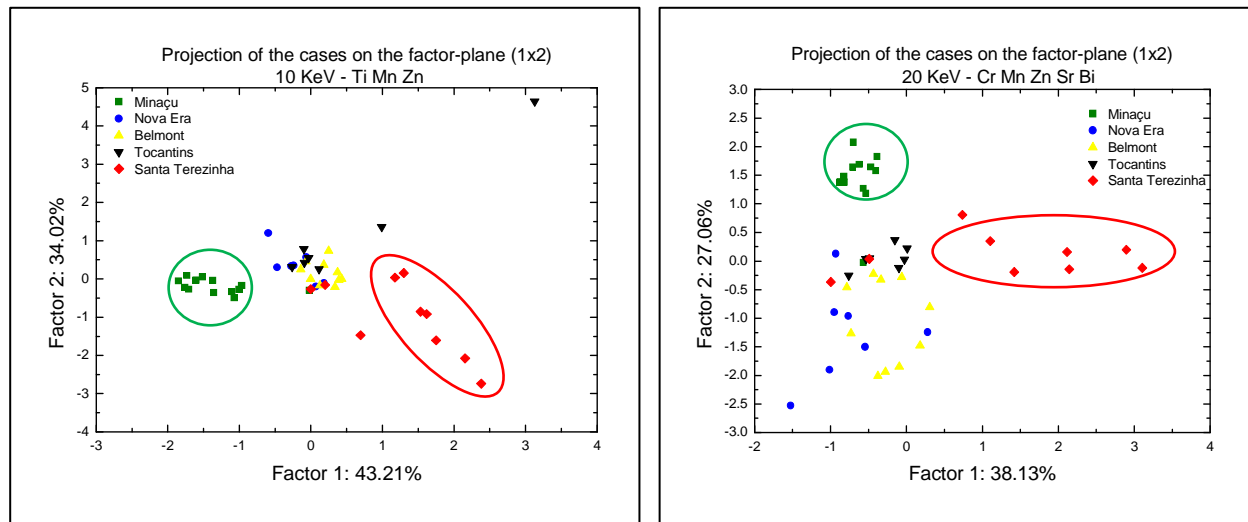 Projection of the cases on the factor-plane (1x2)
10 KeV - Ti Mn Zn
5
4
3
2
1
0
-1
-2
-3
-4
Factor 2: 34.02%
Minaçu
Nova Era
Belmont
Tocantins
Santa Terezinha
-3 -2 -1 0 1 2 3 4
Factor 1: 43.21%
Projection of the cases on the factor-plane (1x2)
20 KeV - Cr Mn Zn Sr Bi
3.0
2.5
2.0
1.5
1.0
0.5
0.0
-0.5
-1.0
-1.5
-2.0
-2.5
-3.0
Factor 2: 27.06%
Minaçu
Nova Era
Belmont
Tocantins
Santa Terezinha
-2 -1 0 1 2 3 4
Factor 1: 38.13%